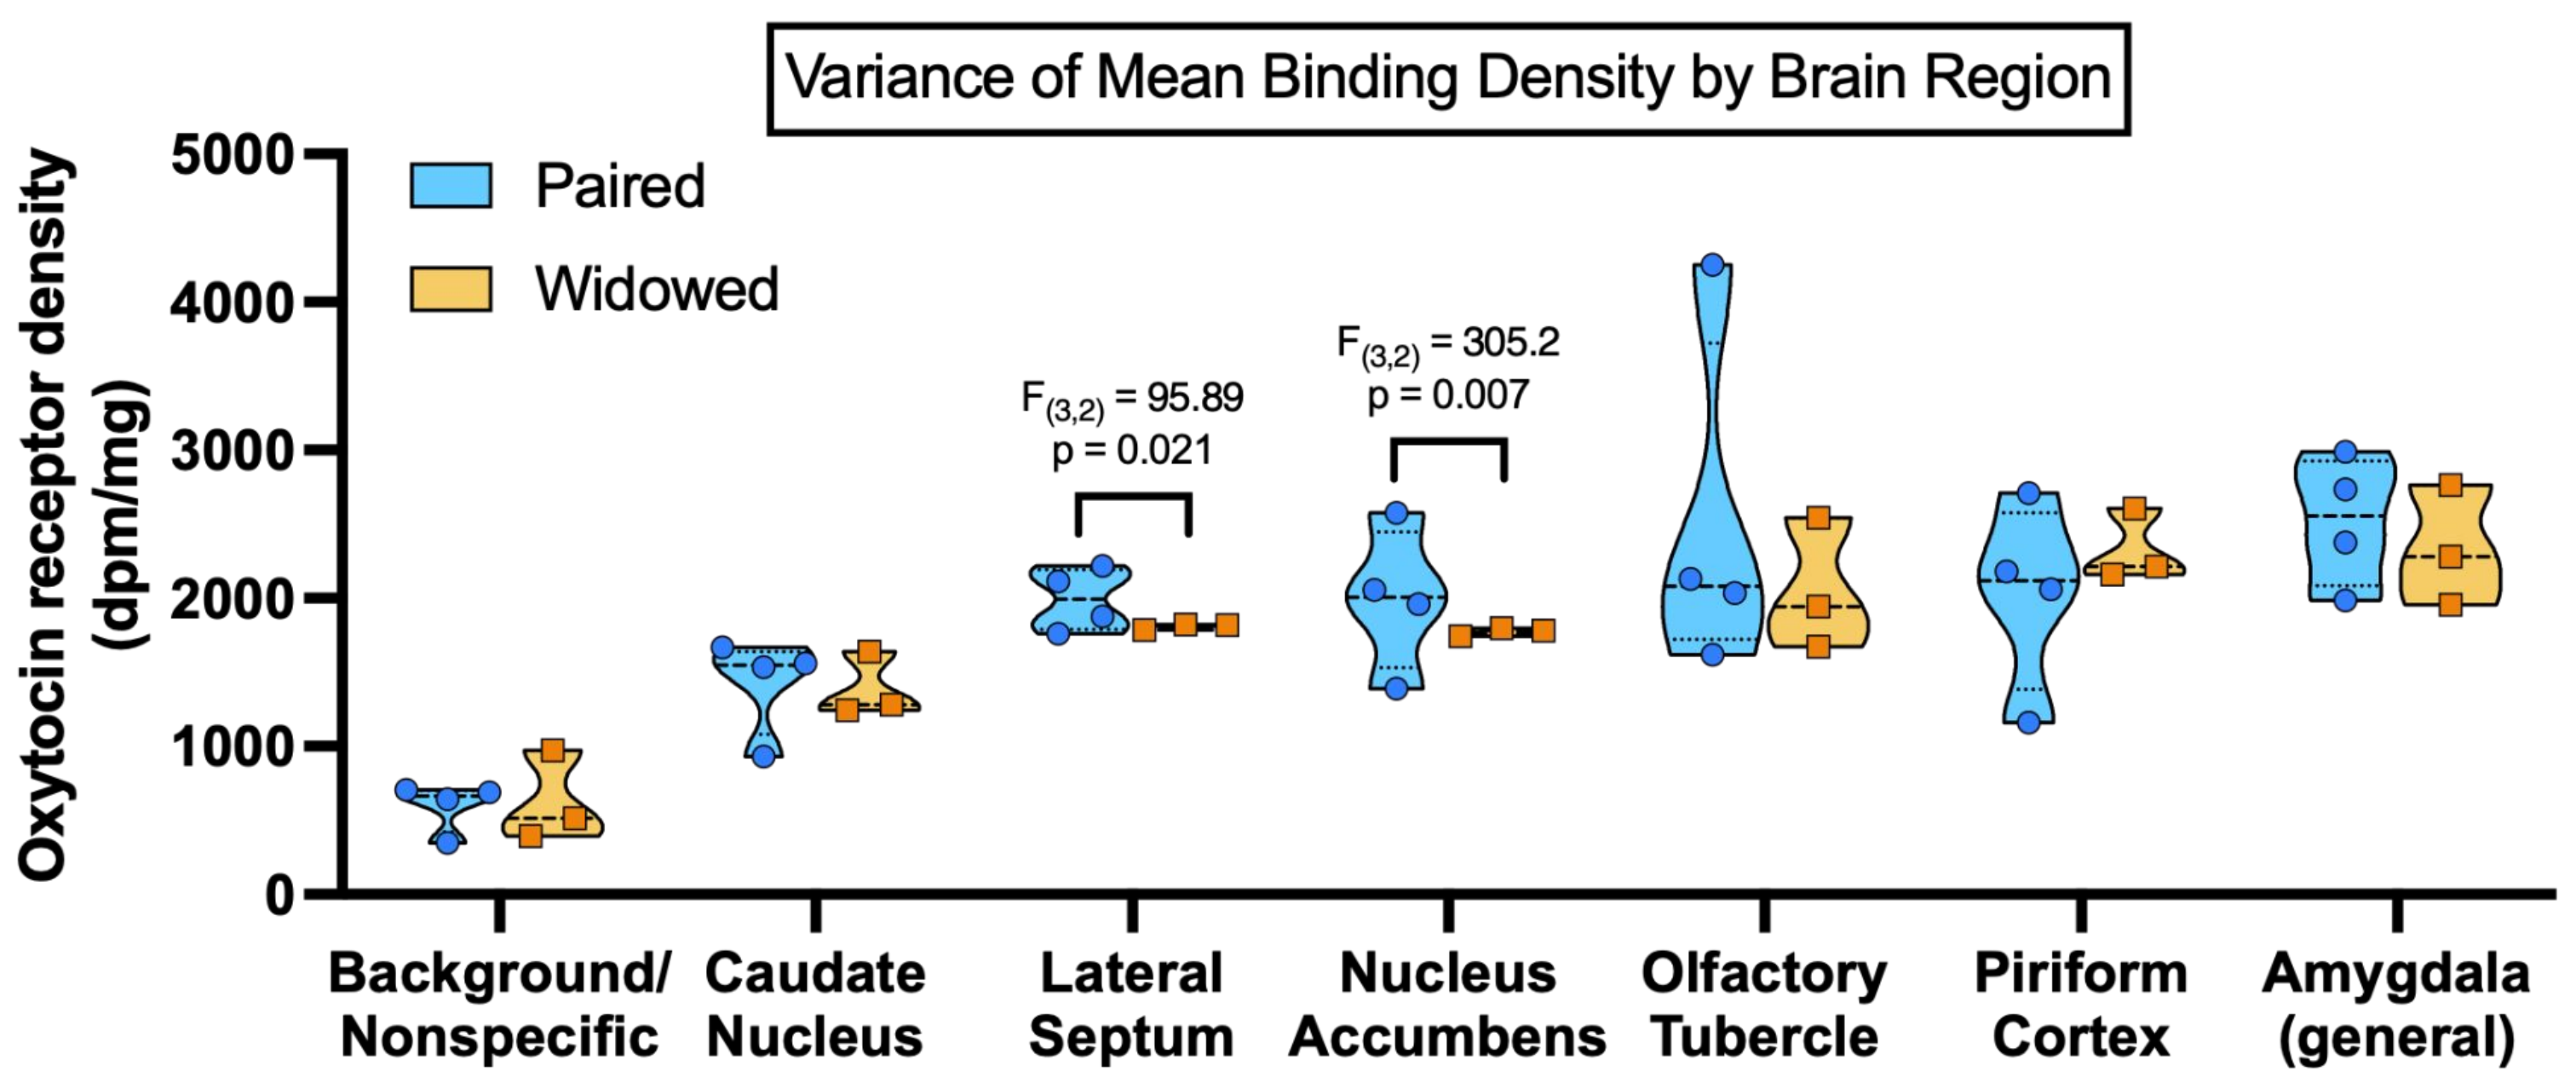 Variance of Mean Binding Density by Brain Region
Oxytocin receptor density
(dpm/mg)
5000
4000
3000
2000
1000
0
Paired
Widowed
F(3,2) = 95.89
p = 0.021
F(3,2) = 305.2
p = 0.007
Background/
Nonspecific
Caudate
Nucleus
Lateral
Septum
Nucleus
Accumbens
Olfactory
Tubercle
Piriform
Cortex
Amygdala
(general)